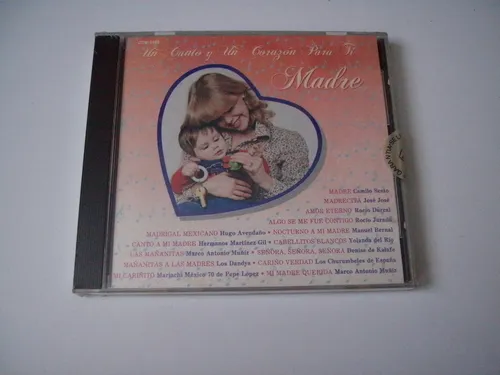 Un Canto y Un Corazon Para Ti
Madre
MADRE Camilo Sesto
MADRECITA José José
AMOR ETERNO Rocío Dúrcal
ALGO SE ME FUE CONTIGO Rocío Jurado
MADRIGAL MEXICANO Hugo Avendaño • NOCTURNO A MI MADRE Manuel Bernal
CANTO A MI MADRE Hermanos Martínez Gil • CABELLITOS BLANCOS Yolanda del Río
LAS MAÑANITAS Marco Antonio Muñiz • SEÑORA, SEÑORA, SEÑORA Denise de Kalafe
MAÑANITAS A LAS MADRES Los Dandys • CARIÑO VERDAD Los Churumbeles de España
MI CARIÑITO Mariachi México 70 de Pepe López • MI MADRE QUERIDA Marco Antonio Muñiz